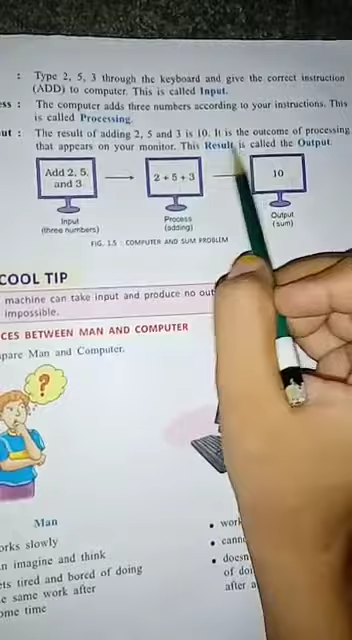 : Type 2, 5, 3 through the keyboard and give the correct instruction
(ADD) to computer. This is called Input.
ess : The computer adds three numbers according to your instructions. This
is called Processing.
ut : The result of adding 2, 5 and 3 is 10. It is the outcome of processing
that appears on your monitor. This Result is called the Output.
Add 2, 5,
and 3
2 + 5 + 3
10
Input
(three numbers)
Process
(adding)
Output
(sum)
FIG. 1.5 : COMPUTER AND SUM PROBLEM
COOL TIP
machine can take input and produce no out
impossible.
CES BETWEEN MAN AND COMPUTER
pare Man and Computer.
?
Man
orks slowly
n imagine and think
ets tired and bored of doing
e same work after
ome time
• work
• cann
• doesn
of doi
after a